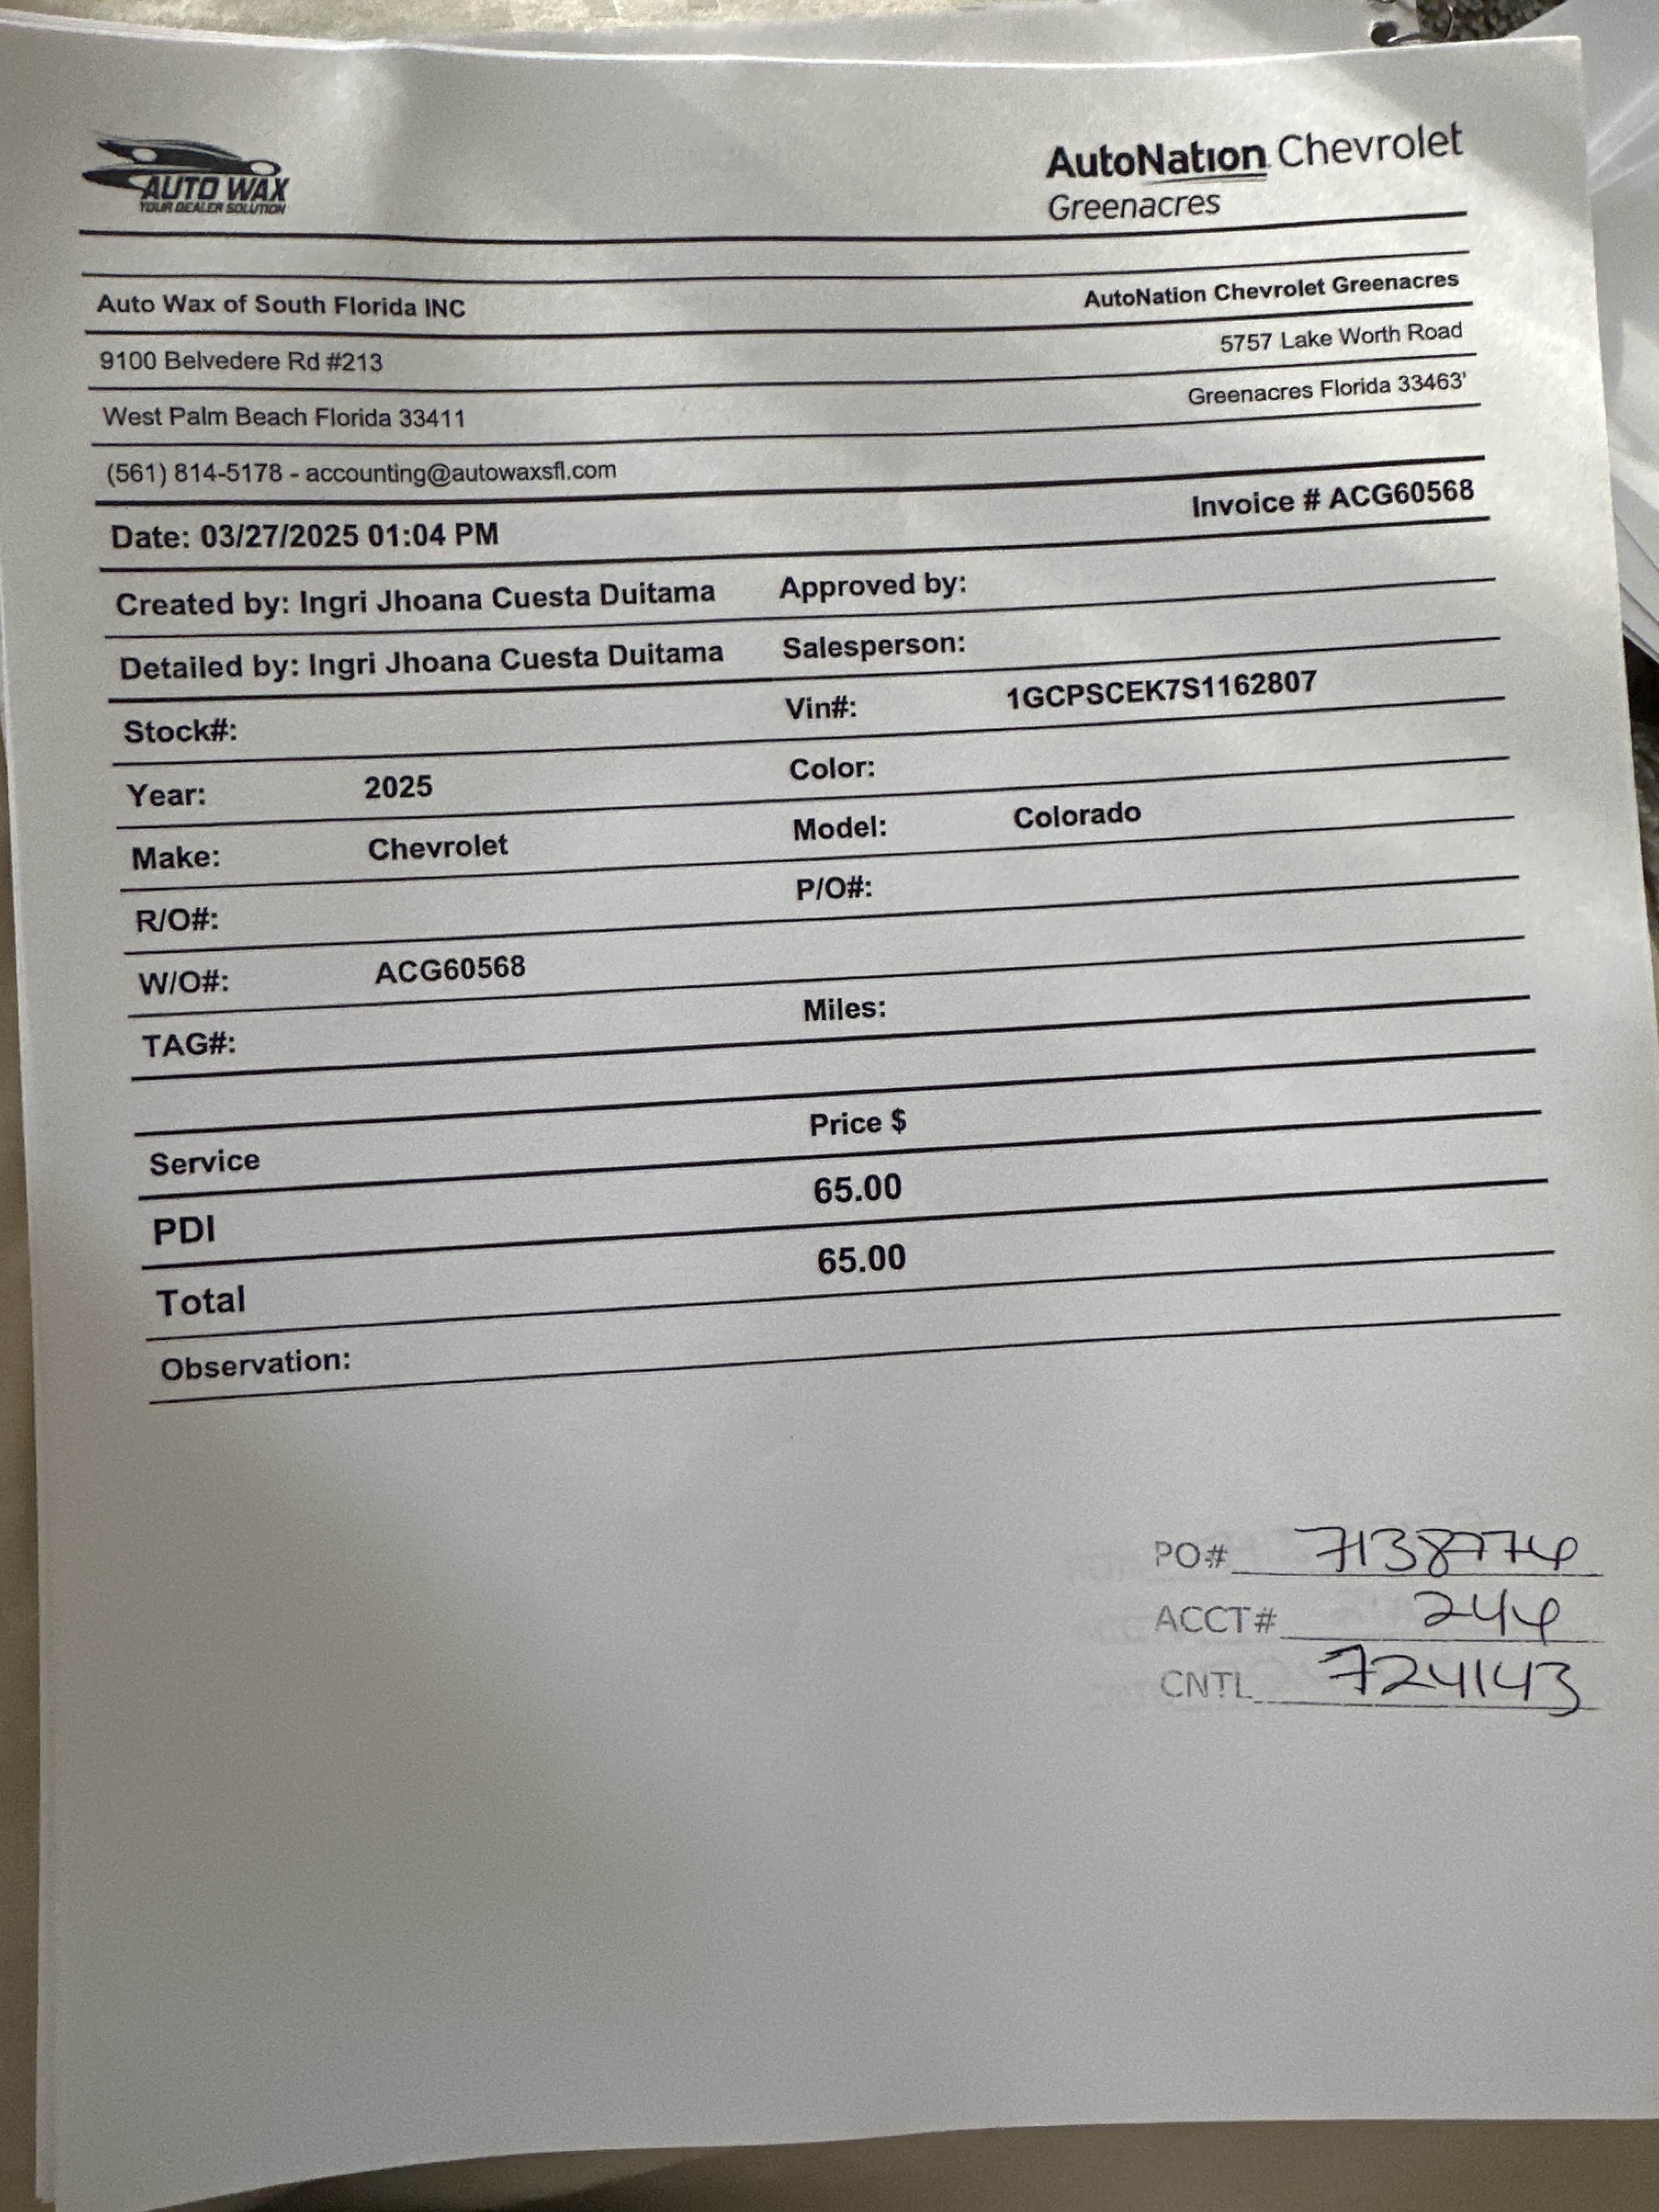 AUTO WAX
YOUR DEALER SOLUTION
AutoNation Chevrolet
Greenacres
Auto Wax of South Florida INC
AutoNation Chevrolet Greenacres
9100 Belvedere Rd #213
5757 Lake Worth Road
West Palm Beach Florida 33411
Greenacres Florida 33463'
(561) 814-5178 - accounting@autowaxsfl.com
Date: 03/27/2025 01:04 PM
Invoice # ACG60568
Created by: Ingri Jhoana Cuesta Duitama Approved by:
Detailed by: Ingri Jhoana Cuesta Duitama Salesperson:
Stock#: Vin#: 1GCPSCEK7S1162807
Year: 2025 Color:
Make: Chevrolet Model: Colorado
R/O#: P/O#:
W/O#: ACG60568
TAG#: Miles:
Service Price $
PDI 65.00
Total 65.00
Observation:
PO#
ACCT# 244
CNTL 724143